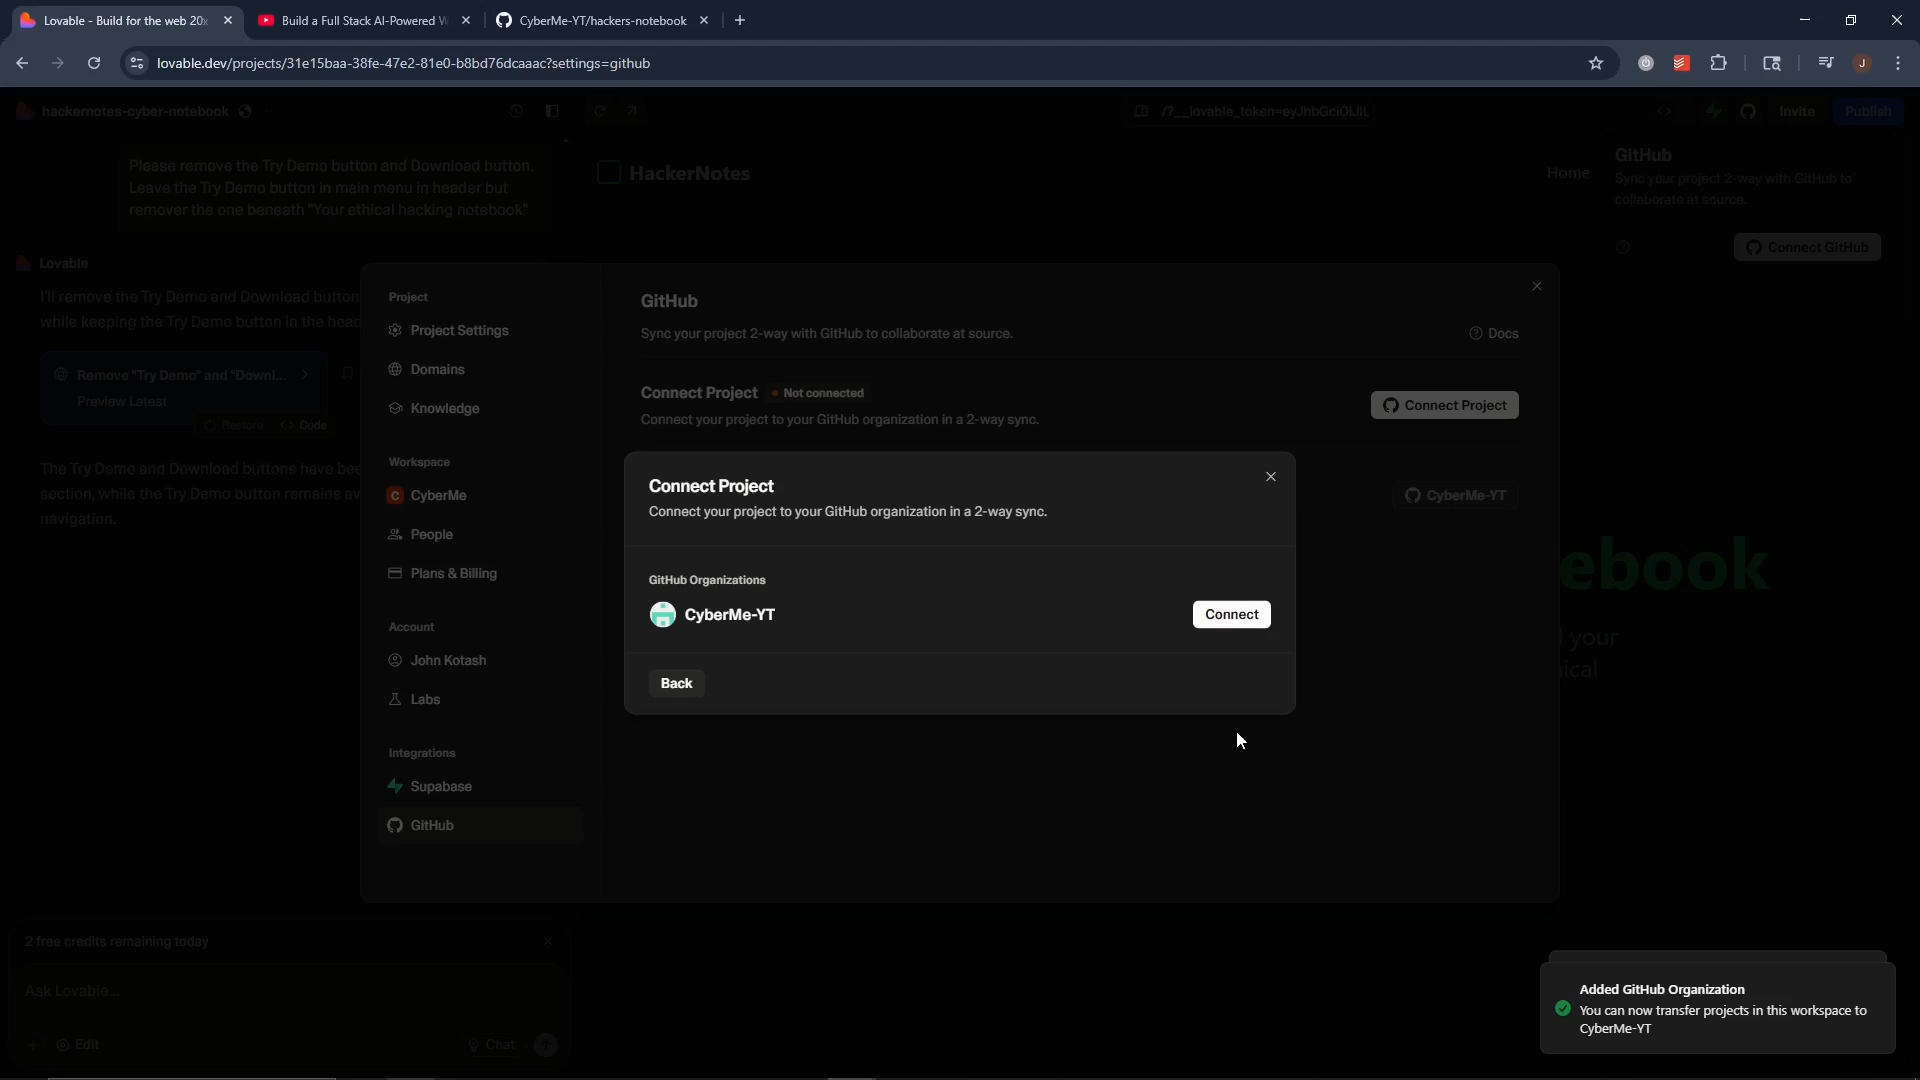 Lovable - Build for the web 20x
Build a Full Stack AI-Powered W
CyberMe-YT/hackers-notebook
lovable.dev/projects/31e15baa-38fe-47e2-81e0-b8bd76dcaaac?settings=github
J
hackernotes-cyber-notebook
/?__lovable_token=eyJhbGciOiJIL
Invite
Publish
Please remove the Try Demo button and Download button.
Leave the Try Demo button in main menu in header but
remover the one beneath "Your ethical hacking notebook"
HackerNotes
Home
GitHub
Sync your project 2-way with GitHub to
collaborate at source.
Connect GitHub
Lovable
I'll remove the Try Demo and Download button
while keeping the Try Demo button in the head
Remove "Try Demo" and "Downl...
Preview Latest
Restore
Code
The Try Demo and Download buttons have bee
section, while the Try Demo button remains av
navigation.
Project
Project Settings
Domains
Knowledge
Workspace
C CyberMe
People
Plans & Billing
Account
John Kotash
Labs
Integrations
Supabase
GitHub
GitHub
Sync your project 2-way with GitHub to collaborate at source.
Docs
Connect Project
Not connected
Connect your project to your GitHub organization in a 2-way sync.
Connect Project
CyberMe-YT
Connect Project
Connect your project to your GitHub organization in a 2-way sync.
GitHub Organizations
CyberMe-YT
Connect
Back
ebook
your
ical
2 free credits remaining today
Ask Lovable...
Edit
Chat
Added GitHub Organization
You can now transfer projects in this workspace to
CyberMe-YT